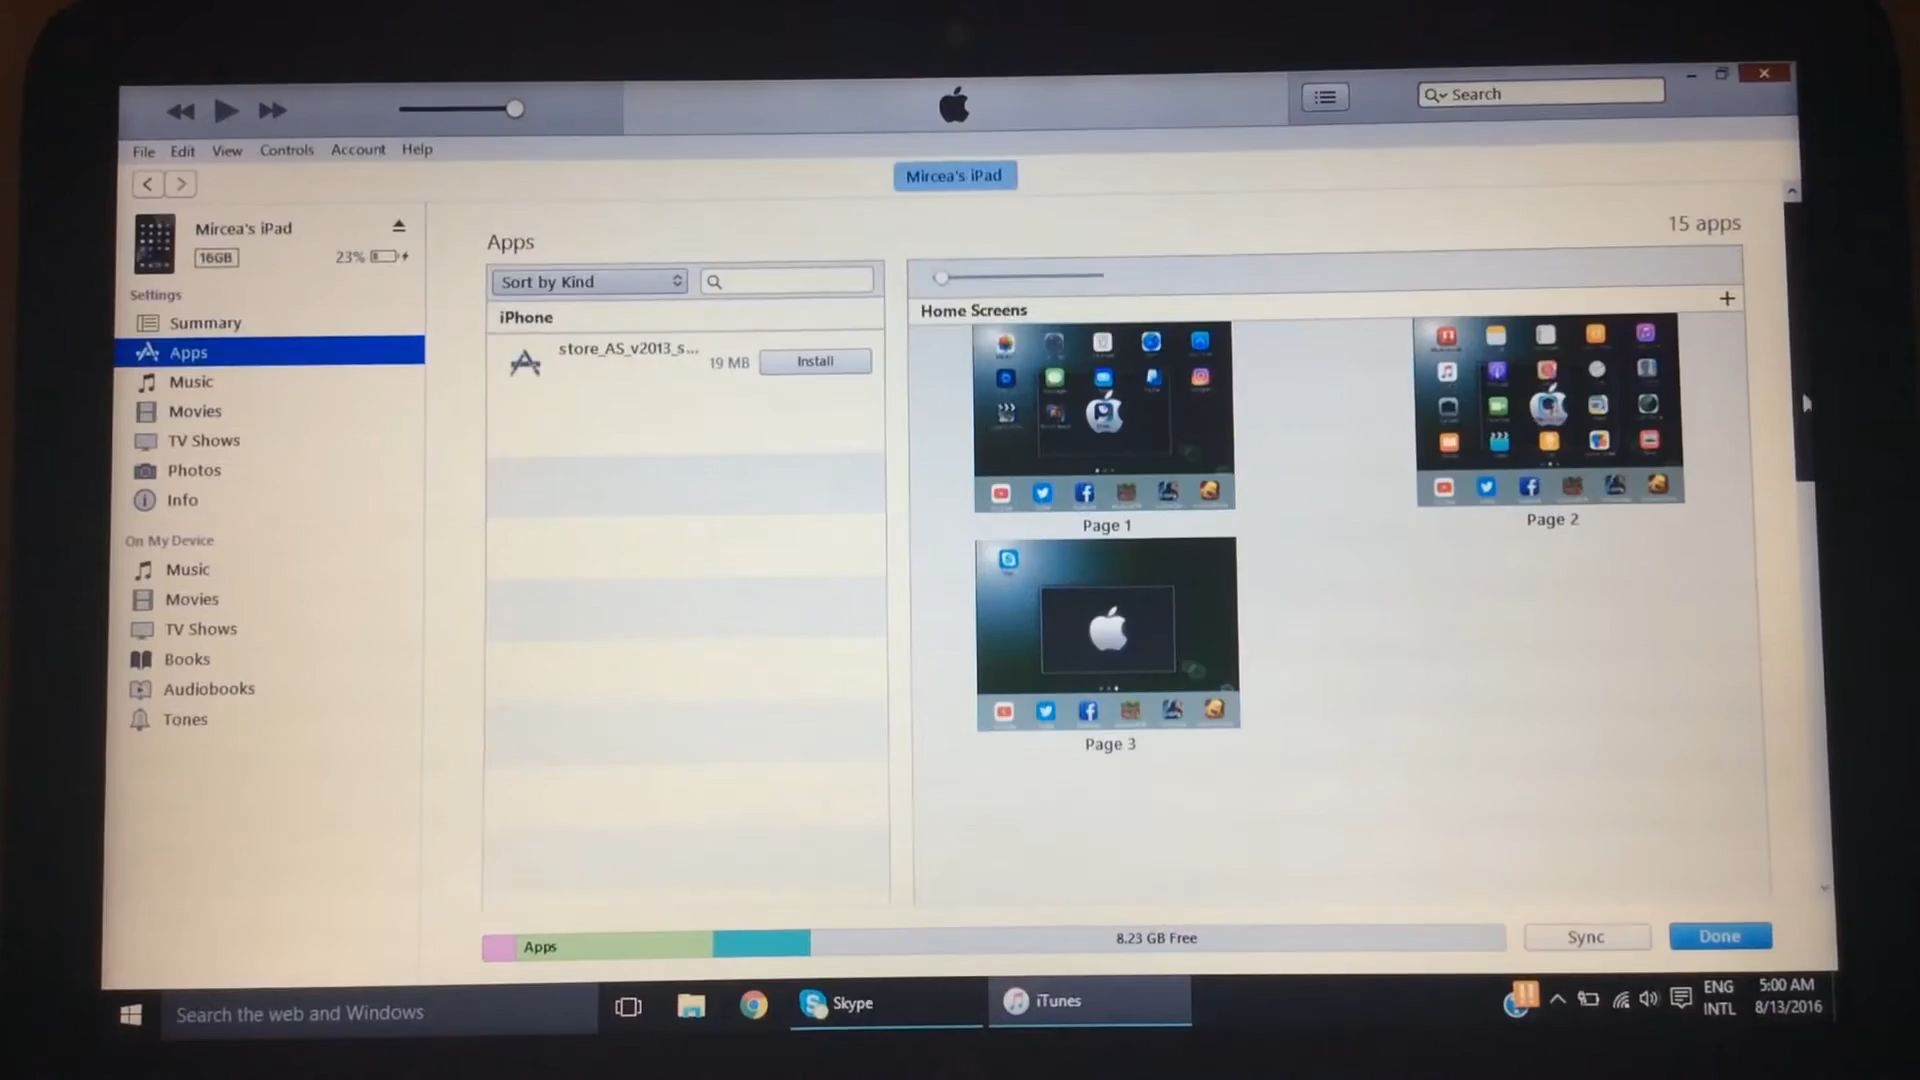 Search
File Edit View Controls Account Help
Mircea's iPad
Mircea's iPad
16GB
23%
Settings
Summary
Apps
Music
Movies
TV Shows
Photos
Info
On My Device
Music
Movies
TV Shows
Books
Audiobooks
Tones
Apps
15 apps
Sort by Kind
iPhone
store_AS_v2013_s...
19 MB
Install
Home Screens
Page 1
Page 2
Page 3
Apps
8.23 GB Free
Sync
Done
Search the web and Windows
Skype
iTunes
ENG
INTL
5:00 AM
8/13/2016